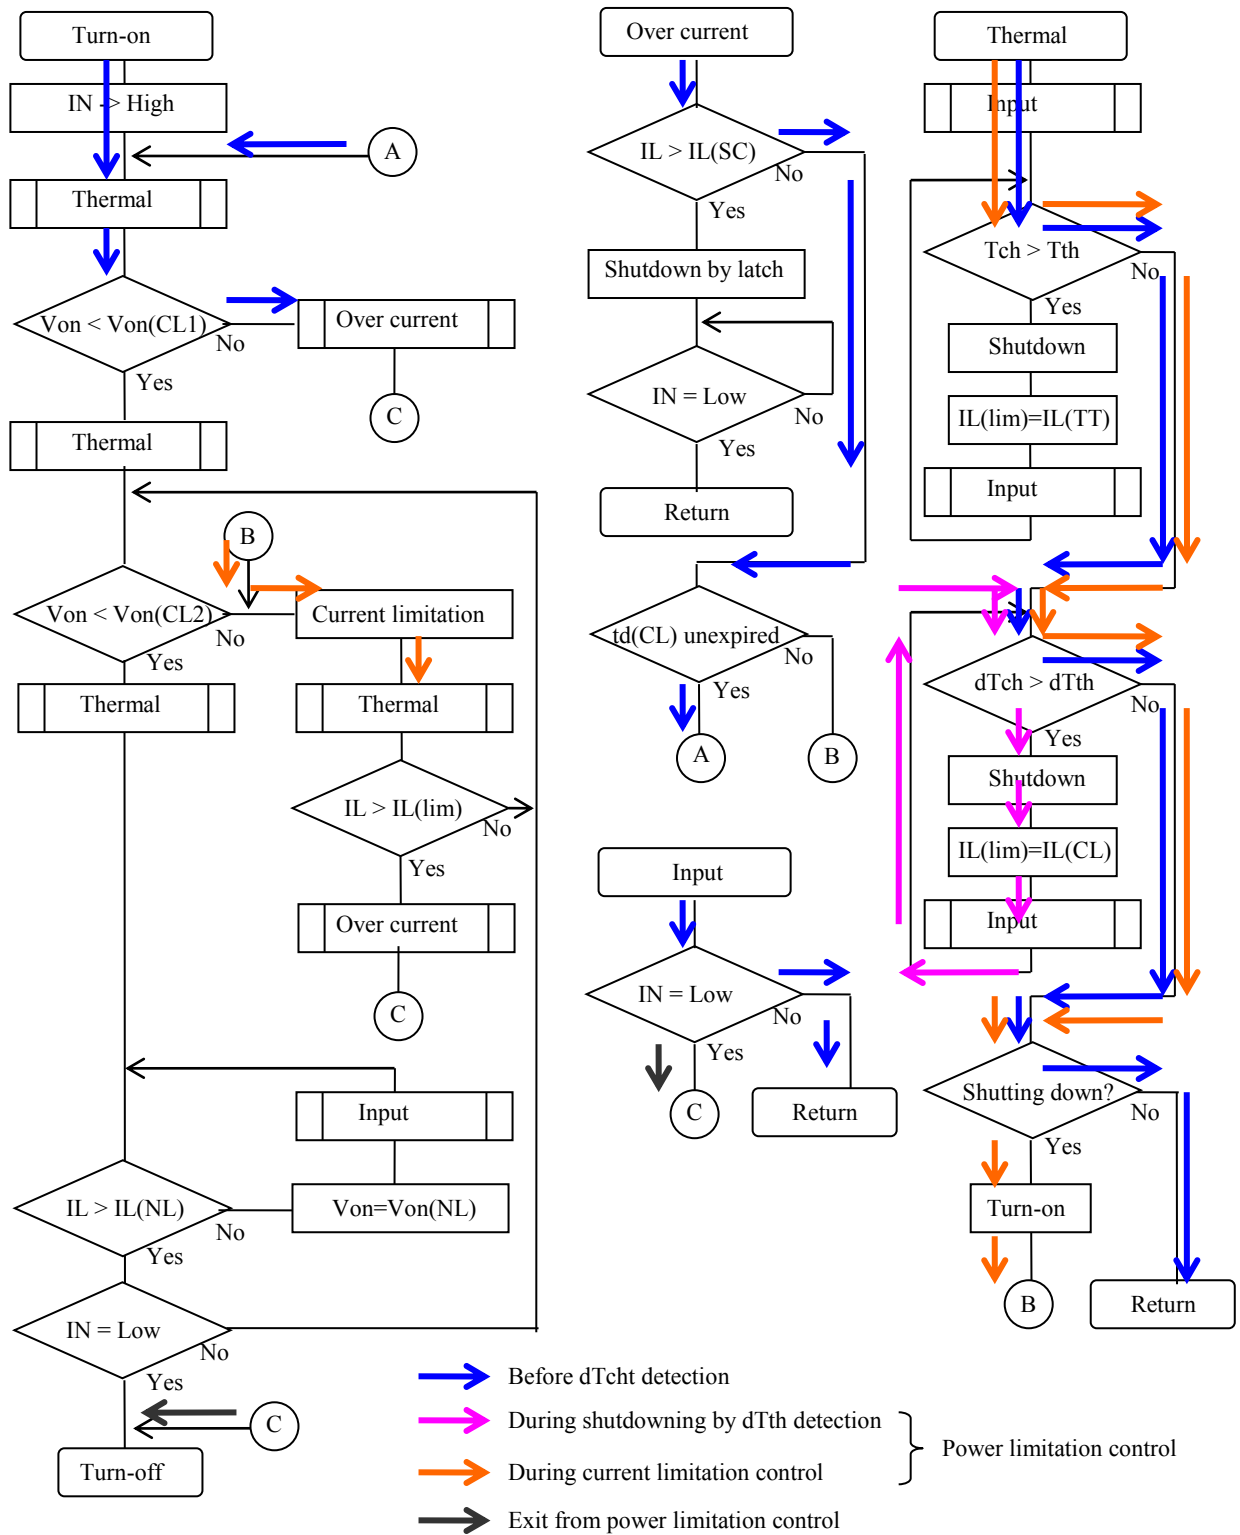 Turn-on
IN -> High
A
Thermal
Von < Von(CL1)
No
Yes
Over current
C
Thermal
B
Von < Von(CL2)
No
Yes
Current limitation
Thermal
Thermal
IL > IL(lim)
No
Yes
Over current
C
Input
IL > IL(NL)
No
Yes
Von=Von(NL)
IN = Low
No
Yes
C
Turn-off
Over current
IL > IL(SC)
No
Yes
Shutdown by latch
IN = Low
No
Yes
Return
td(CL) unexpired
No
Yes
A
B
Input
IN = Low
No
Yes
C
Return
Thermal
Input
Tch > Tth
No
Yes
Shutdown
IL(lim)=IL(TT)
Input
dTch > dTth
No
Yes
Shutdown
IL(lim)=IL(CL)
Input
Shutting down?
No
Yes
Turn-on
B
Return
Before dTcht detection
During shutdowning by dTth detection
During current limitation control
Power limitation control
Exit from power limitation control